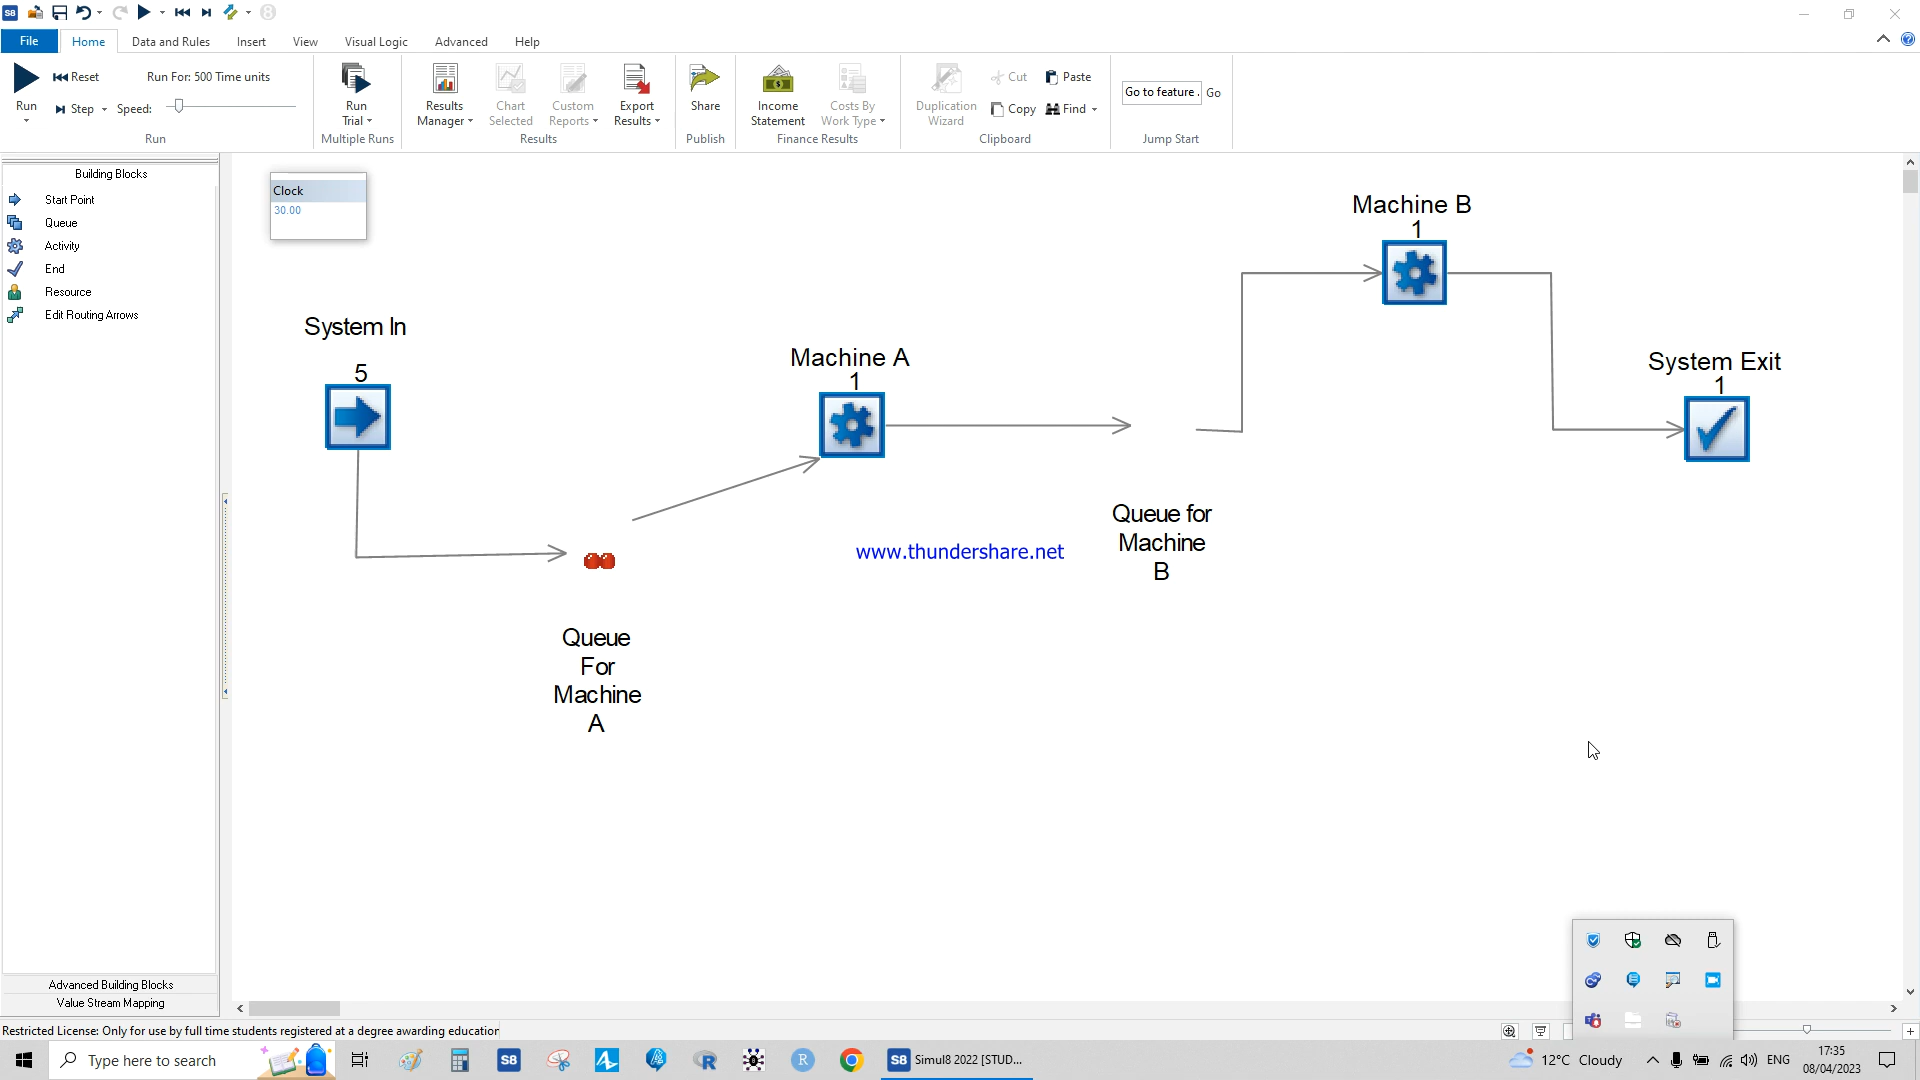 File
Home
Data and Rules
Insert
View
Visual Logic
Advanced
Help
Run
Reset
Run For: 500 Time units
Step
Speed:
Run
Run
Trial
Multiple Runs
Results
Manager
Chart
Selected
Custom
Reports
Export
Results
Results
Share
Publish
Income
Statement
Costs By
Work Type
Finance Results
Duplication
Wizard
Cut
Copy
Paste
Find
Clipboard
Go to feature .
Go
Jump Start
Building Blocks
Start Point
Queue
Activity
End
Resource
Edit Routing Arrows
Advanced Building Blocks
Value Stream Mapping
Clock
30.00
System In
5
Queue
For
Machine
A
Machine A
1
www.thundershare.net
Queue for
Machine
B
Machine B
1
System Exit
1
Restricted License: Only for use by full time students registered at a degree awarding education
Type here to search
S8
S8 Simul8 2022 [STUD...
12°C Cloudy
ENG
17:35
08/04/2023